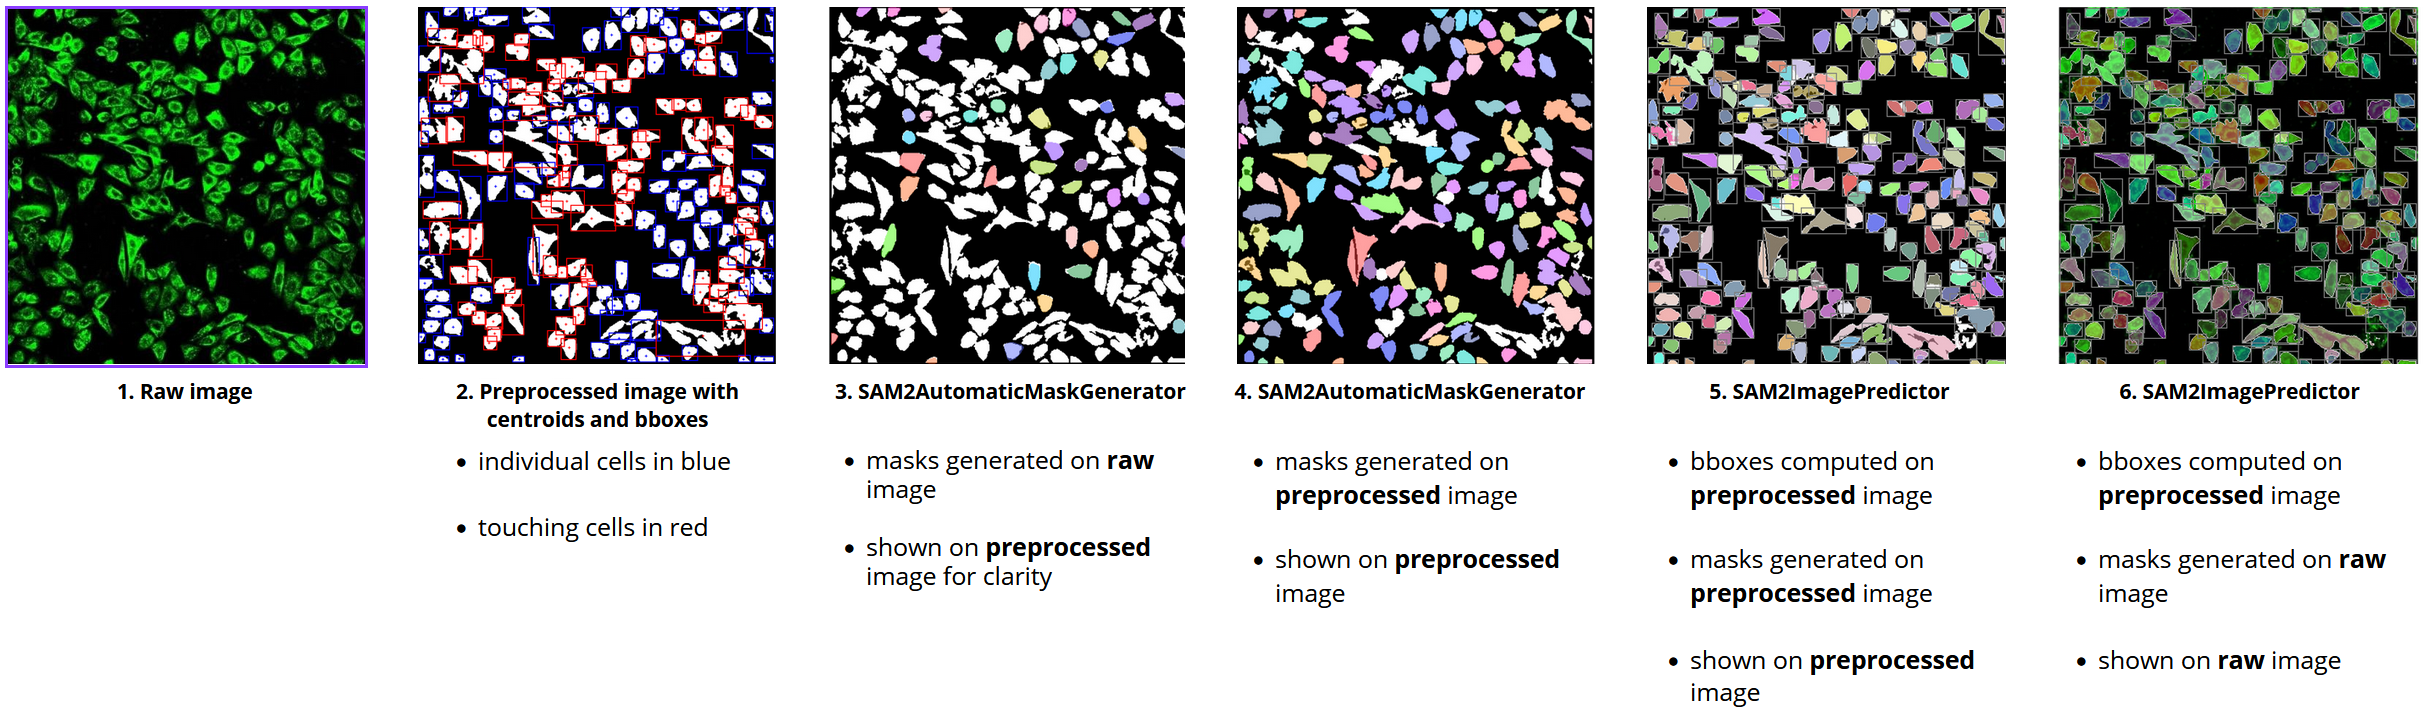 1. Raw image
2. Preprocessed image with
centroids and bboxes
• individual cells in blue
• touching cells in red
3. SAM2AutomaticMaskGenerator
• masks generated on raw
image
• shown on preprocessed
image for clarity
4. SAM2AutomaticMaskGenerator
• masks generated on
preprocessed image
• shown on preprocessed
image
5. SAM2ImagePredictor
• bboxes computed on
preprocessed image
• masks generated on
preprocessed image
• shown on preprocessed
image
6. SAM2ImagePredictor
• bboxes computed on
preprocessed image
• masks generated on raw
image
• shown on raw image